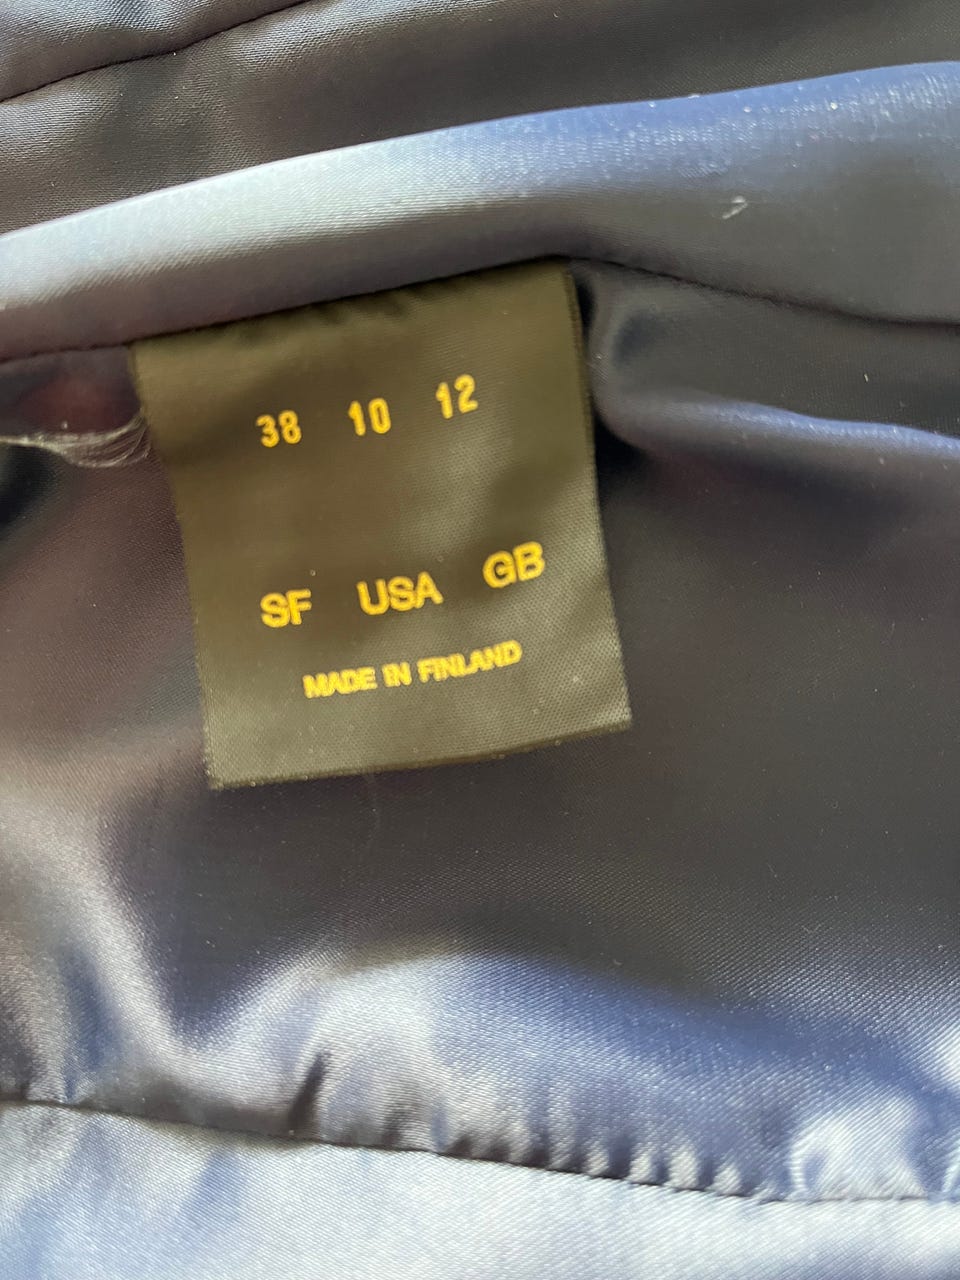 38 10 12
SF USA GB
MADE IN FINLAND